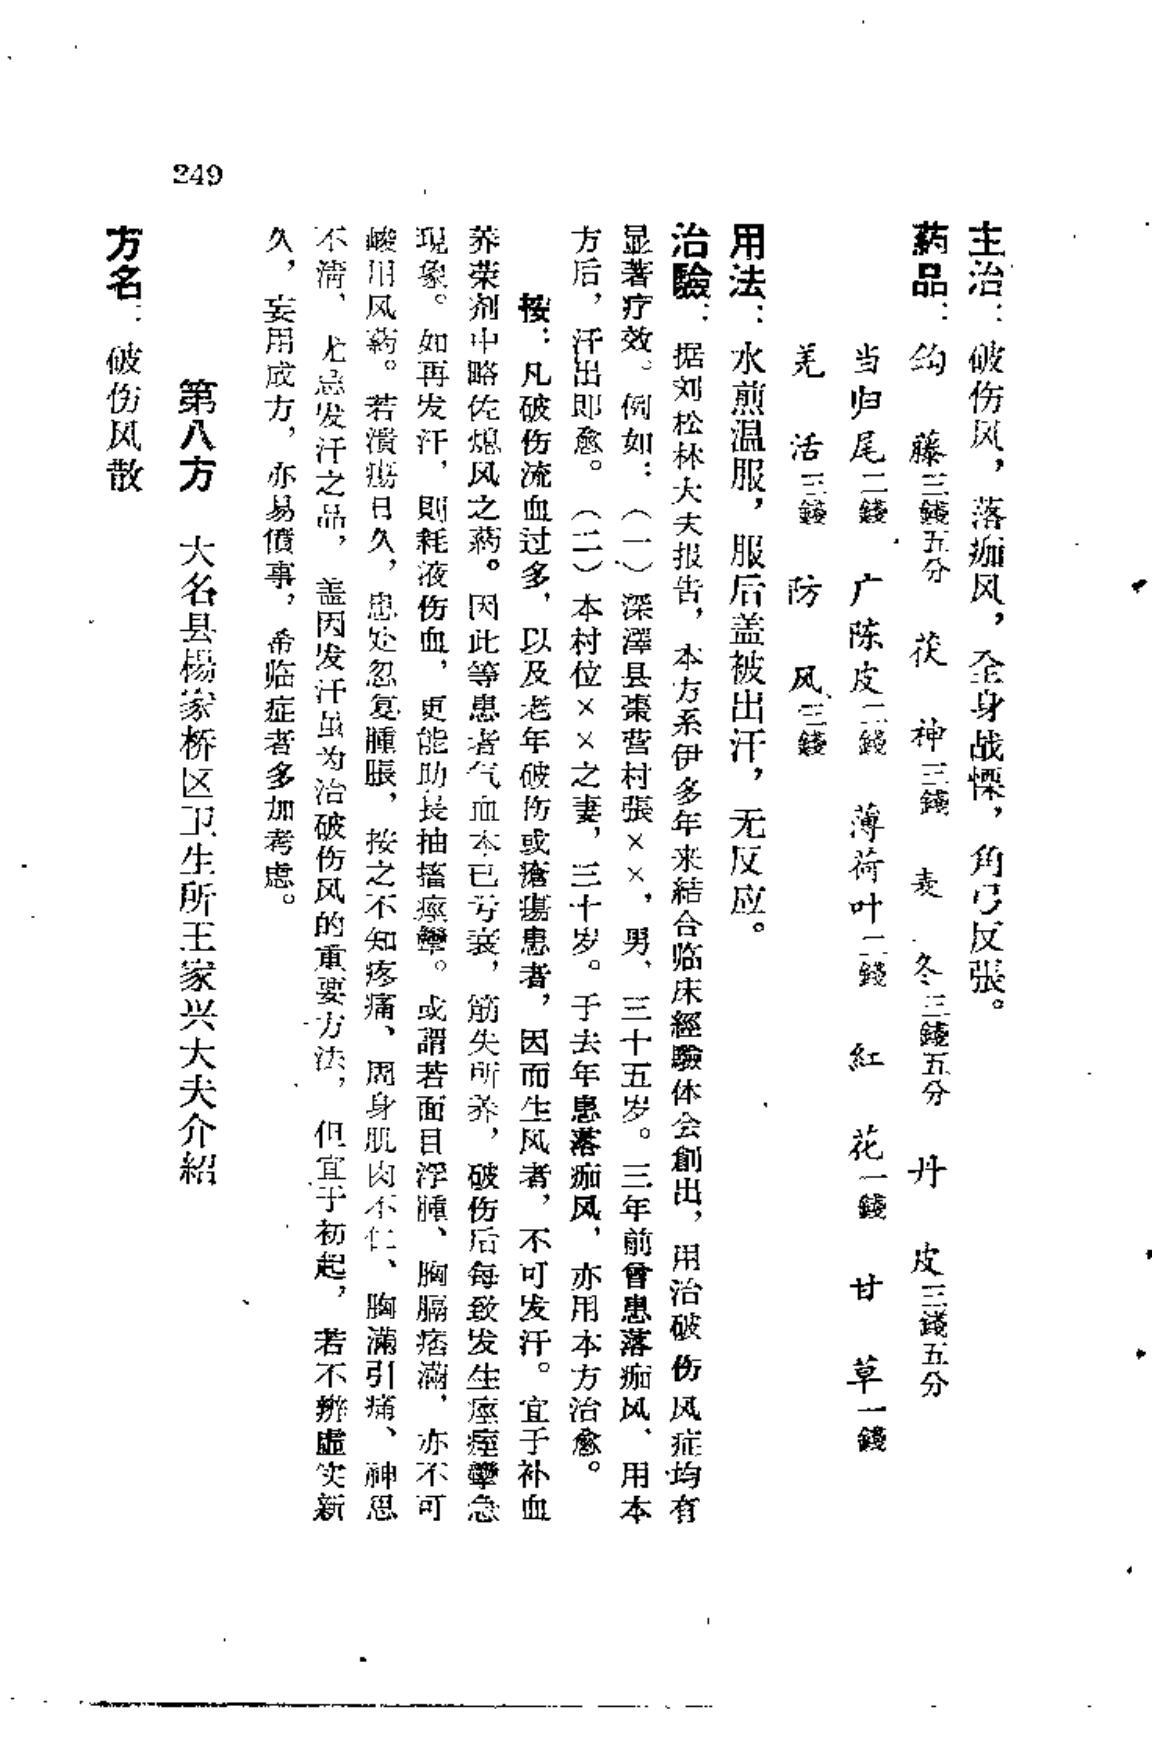 主治：破伤风，落痂风，全身战慄，角弓反張。
药品：鈎藤三錢五分 茯神三錢 麦冬三錢五分 丹皮三錢五分
当归尾二錢 广陈皮二錢 薄荷叶二錢 紅花一錢 甘草一錢
羌活三錢 防风三錢
用法：水煎温服，服后盖被出汗，无反应。
治驗：据刘松林大夫报告，本方系伊多年来結合临床經驗体会創出，用治破伤风症均有
显著疗效。例如：（一）深澤县棗营村張××，男，三十五岁。三年前曾患落痂风，用本
方后，汗出即愈。（二）本村位××之妻，三十岁。于去年患落痂风，亦用本方治愈。
按：凡破伤流血过多，以及老年破伤或瘡瘍患者，因而生风者，不可发汗。宜于补血
养荣剂中略佐熄风之药。因此等患者气血本已亏衰，筋失所养，破伤后每致发生痙痙攣急
现象。如再发汗，則耗液伤血，更能助长抽搐瘛攣。或謂若面目浮腫、胸膈痞滿，亦不可
峻用风药。若潰瘍日久，患处忽复腫脹，按之不知疼痛、周身肌肉不仁、胸滿引痛、神思
不清，尤忌发汗之品，盖因发汗虽为治破伤风的重要方法，但宜于初起，若不辨虛实新
久，妄用成方，亦易僨事，希临症者多加考虑。
第八方 大名县楊家桥区卫生所王家兴大夫介紹
方名：破伤风散
249